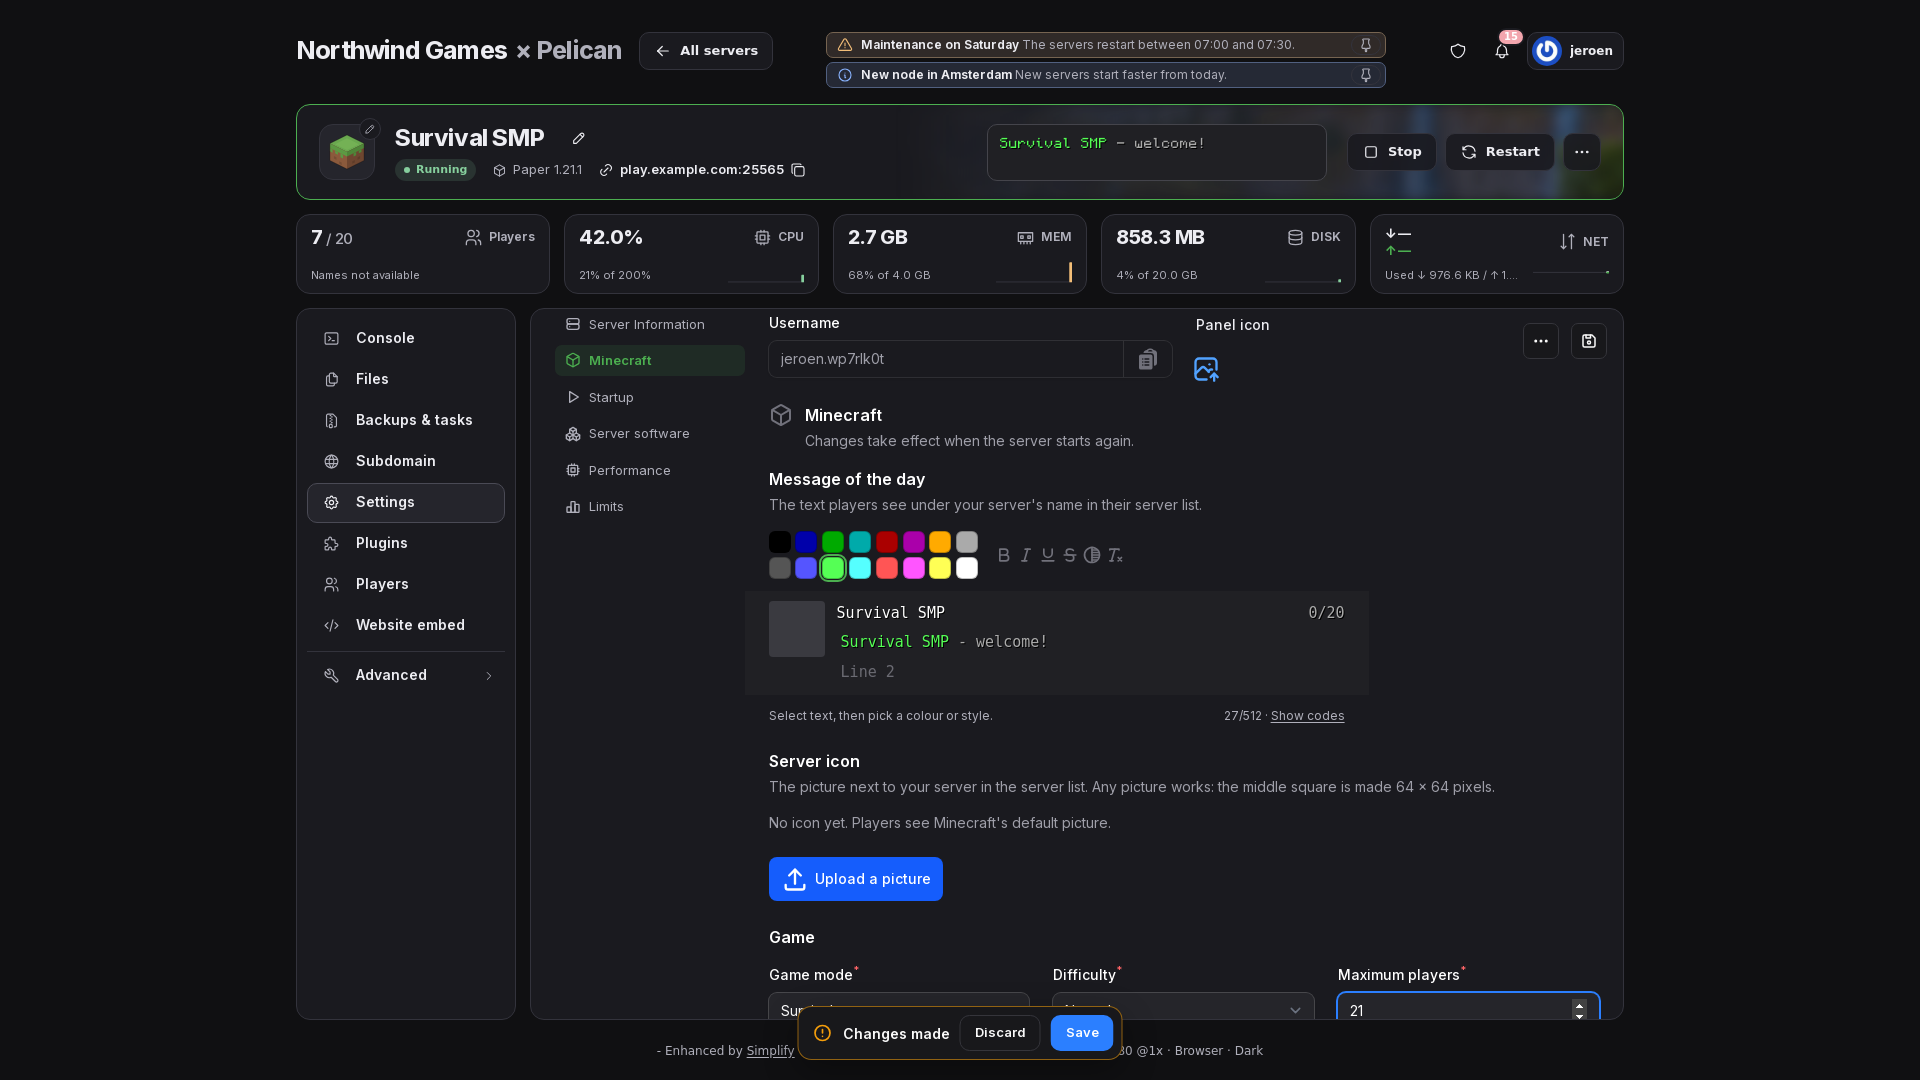 Northwind Games × Pelican
All servers
Maintenance on Saturday The servers restart between 07:00 and 07:30.
New node in Amsterdam New servers start faster from today.
15
jeroen
Survival SMP
Running
Paper 1.21.1
play.example.com:25565
Survival SMP - welcome!
Stop
Restart
7 / 20
Players
Names not available
42.0%
CPU
21% of 200%
2.7 GB
MEM
68% of 4.0 GB
858.3 MB
DISK
4% of 20.0 GB
↓—
↑—
NET
Used ↓ 976.6 KB / ↑ 1....
Console
Files
Backups & tasks
Subdomain
Settings
Plugins
Players
Website embed
Advanced
Server Information
Minecraft
Startup
Server software
Performance
Limits
Username
jeroen.wp7rlk0t
Panel icon
Minecraft
Changes take effect when the server starts again.
Message of the day
The text players see under your server's name in their server list.
Survival SMP
0/20
Survival SMP - welcome!
Line 2
Select text, then pick a colour or style.
27/512 · Show codes
Server icon
The picture next to your server in the server list. Any picture works: the middle square is made 64 × 64 pixels.
No icon yet. Players see Minecraft's default picture.
Upload a picture
Game
Game mode*
Difficulty*
Maximum players*
21
Changes made
Discard
Save
- Enhanced by Simplify
@1x · Browser · Dark